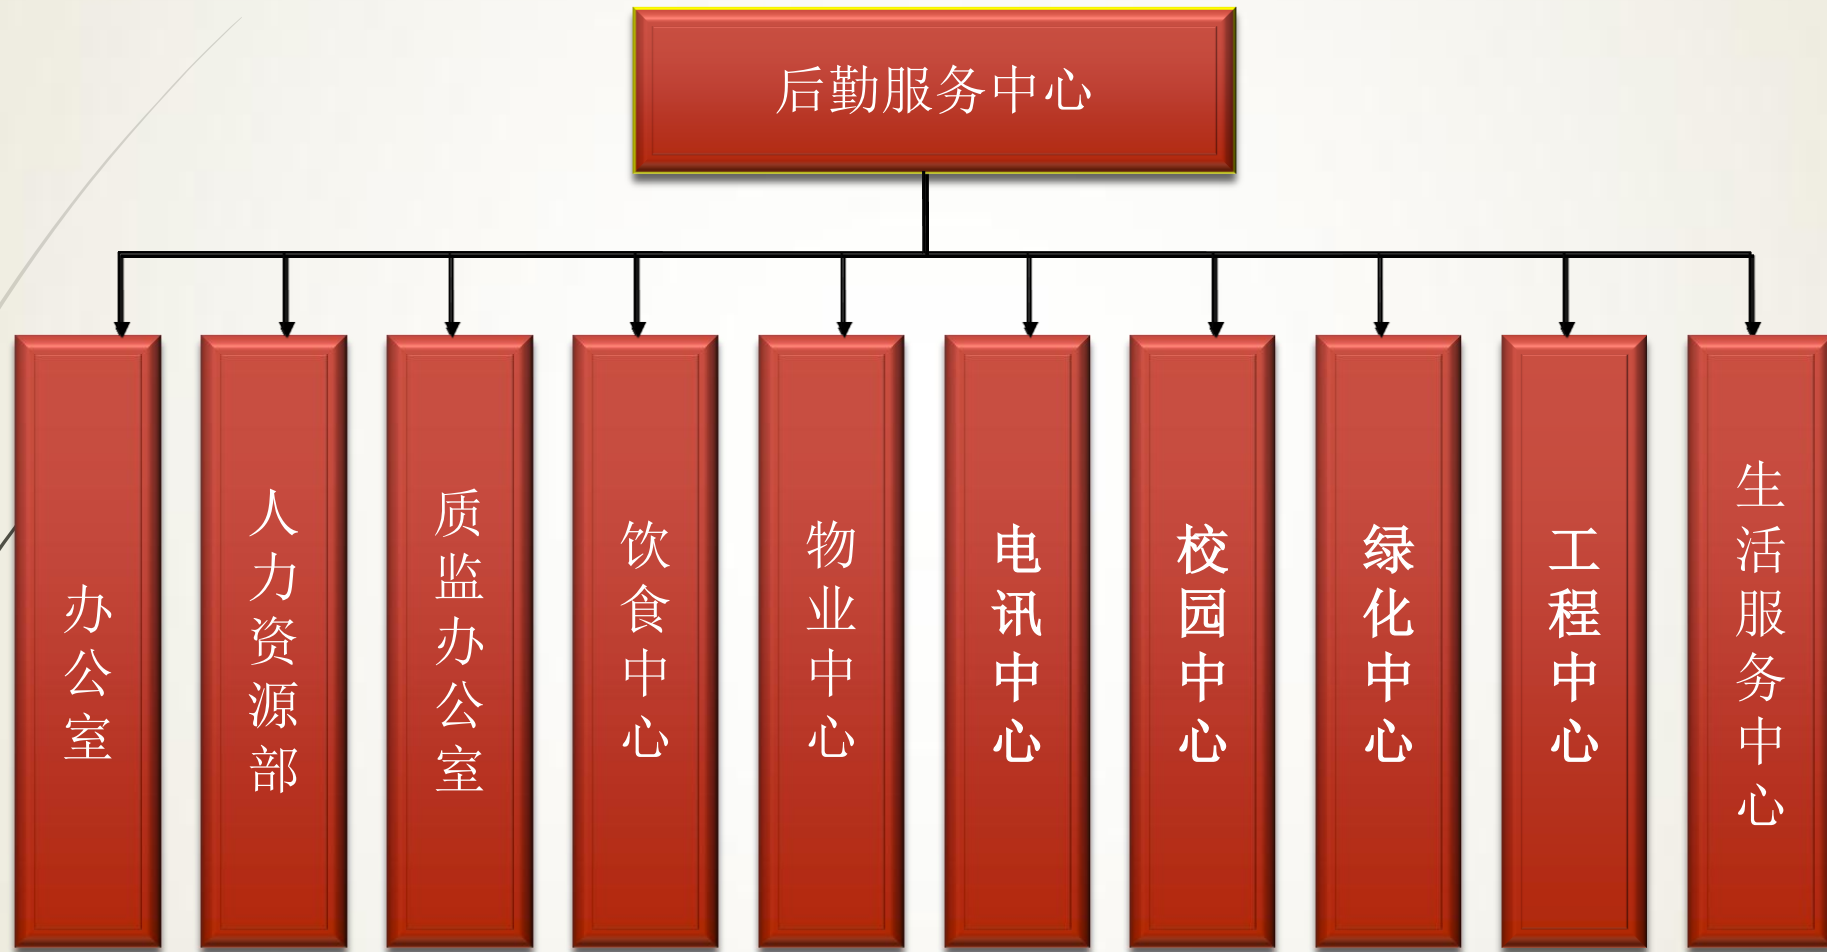 后勤服务中心
办公室
人力资源部
质监办公室
饮食中心
物业中心
电讯中心
校园中心
绿化中心
工程中心
生活服务中心